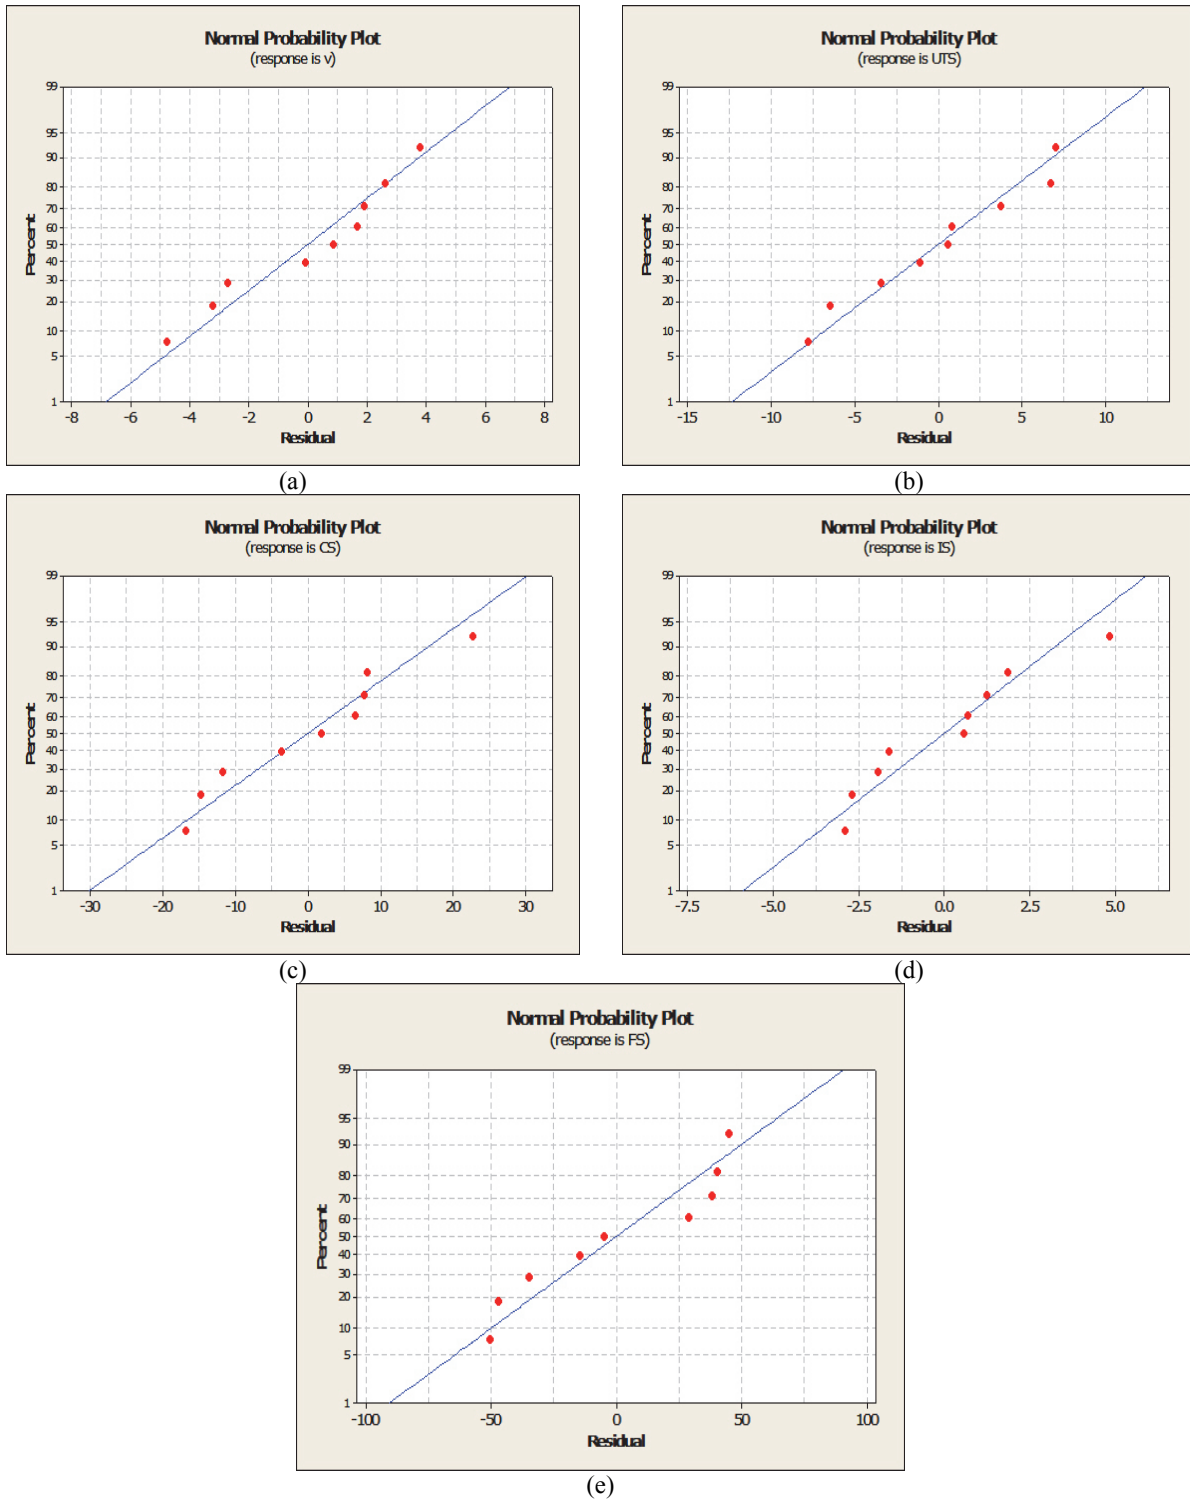 Normal Probability Plot
(response is v)
99
95
90
80
70
60
50
40
30
20
10
5
1
Percent
-8 -6 -4 -2 0 2 4 6 8
Residual
(a)
Normal Probability Plot
(response is UTS)
99
95
90
80
70
60
50
40
30
20
10
5
1
Percent
-15 -10 -5 0 5 10
Residual
(b)
Normal Probability Plot
(response is CS)
99
95
90
80
70
60
50
40
30
20
10
5
1
Percent
-30 -20 -10 0 10 20 30
Residual
(c)
Normal Probability Plot
(response is IS)
99
95
90
80
70
60
50
40
30
20
10
5
1
Percent
-7.5 -5.0 -2.5 0.0 2.5 5.0
Residual
(d)
Normal Probability Plot
(response is FS)
99
95
90
80
70
60
50
40
30
20
10
5
1
Percent
-100 -50 0 50 100
Residual
(e)